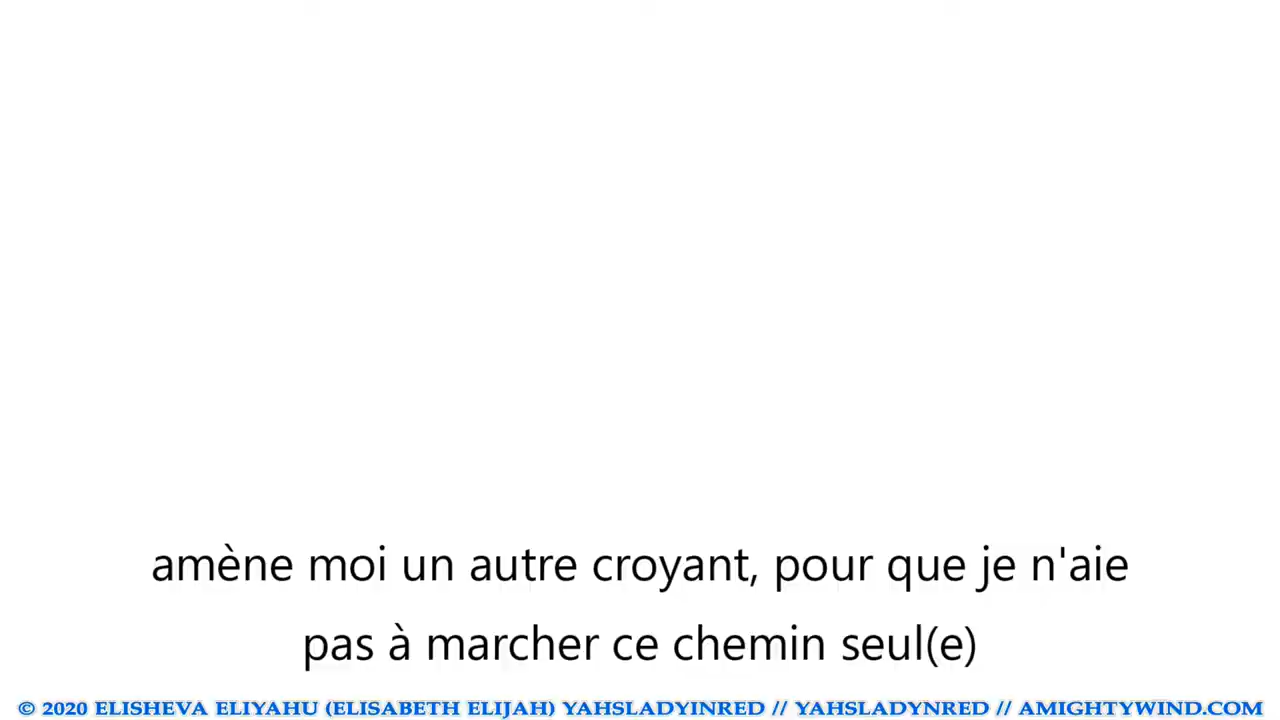 amène moi un autre croyant, pour que je n'aie
pas à marcher ce chemin seul(e)
© 2020 ELISHEVA ELIYAHU (ELISABETH ELIJAH) YAHSLADYINRED // YAHSLADYNRED // AMIGHTYWIND.COM